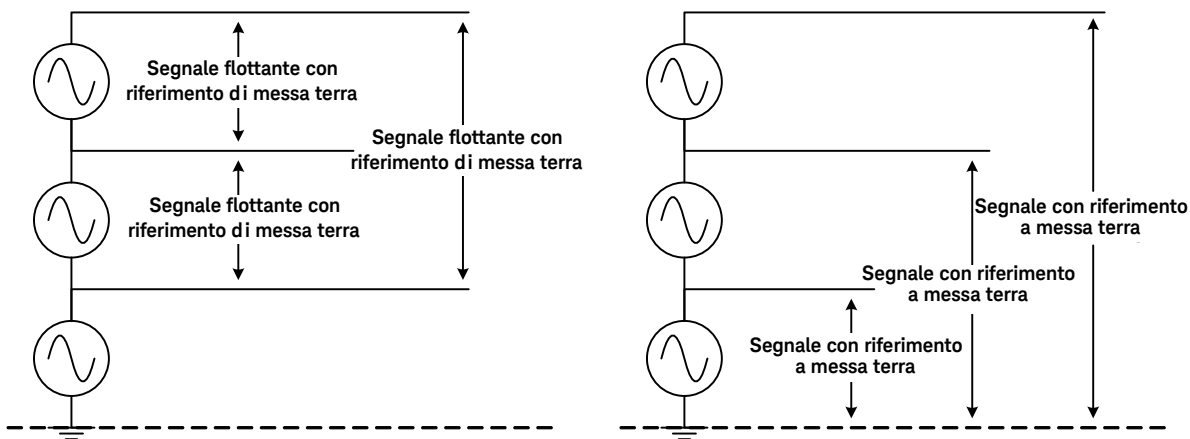 Segnale flottante con
riferimento di messa terra
Segnale flottante con
riferimento di messa terra
Segnale flottante con
riferimento di messa terra
Segnale con riferimento
a messa terra
Segnale con riferimento
a messa terra
Segnale con riferimento
a messa terra